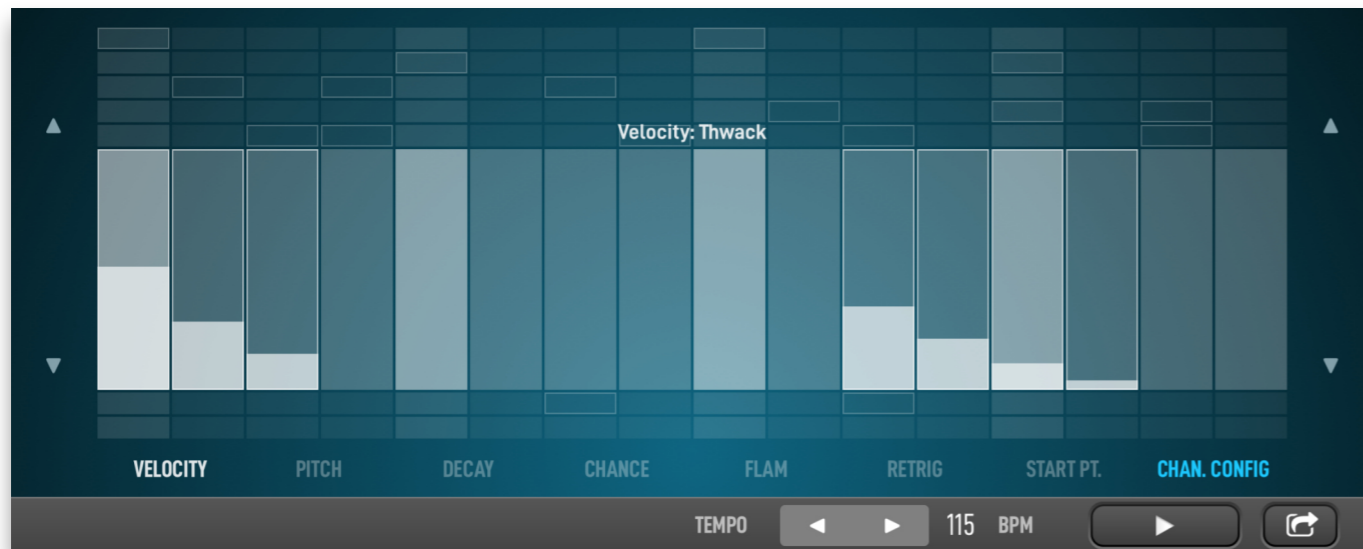 Velocity: Thwack
VELOCITY PITCH DECAY CHANCE FLAM RETRIG START PT. CHAN. CONFIG
TEMPO 115 BPM